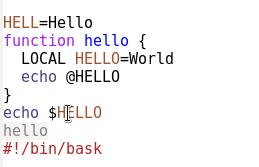 HELL=Hello
function hello {
  LOCAL HELLO=World
  echo @HELLO
}
echo $HELLO
hello
#!/bin/bask